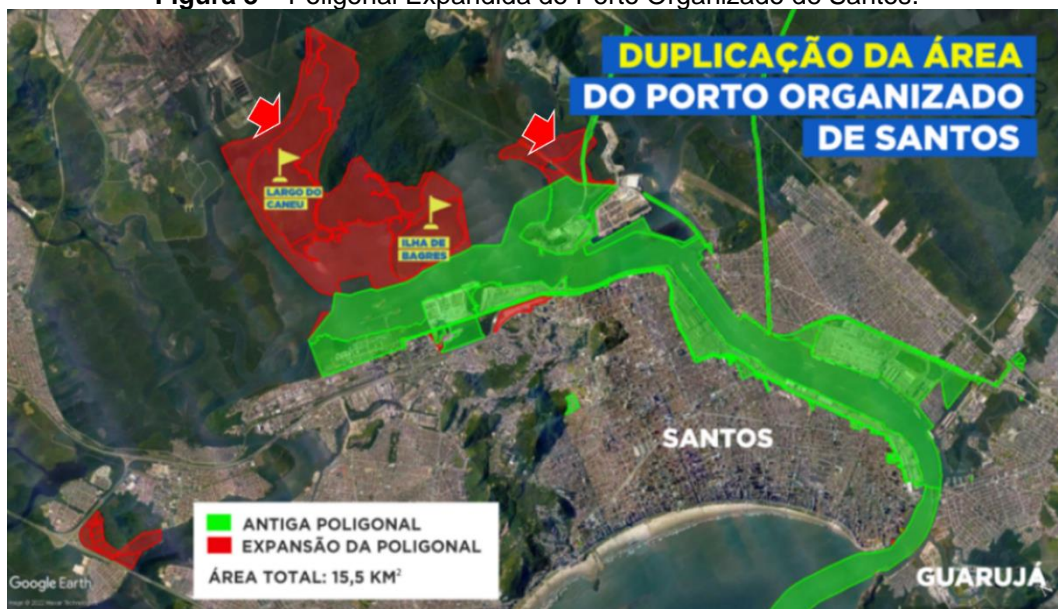 Poligonal Expandida do Porto Organizado de Santos.
DUPLICAÇÃO DA ÁREA
DO PORTO ORGANIZADO
DE SANTOS
LARGO DO
CANEU
ILHA DE
BAGRES
SANTOS
ANTIGA POLIGONAL
EXPANSÃO DA POLIGONAL
ÁREA TOTAL: 15,5 KM²
GUARUJÁ
Google Earth